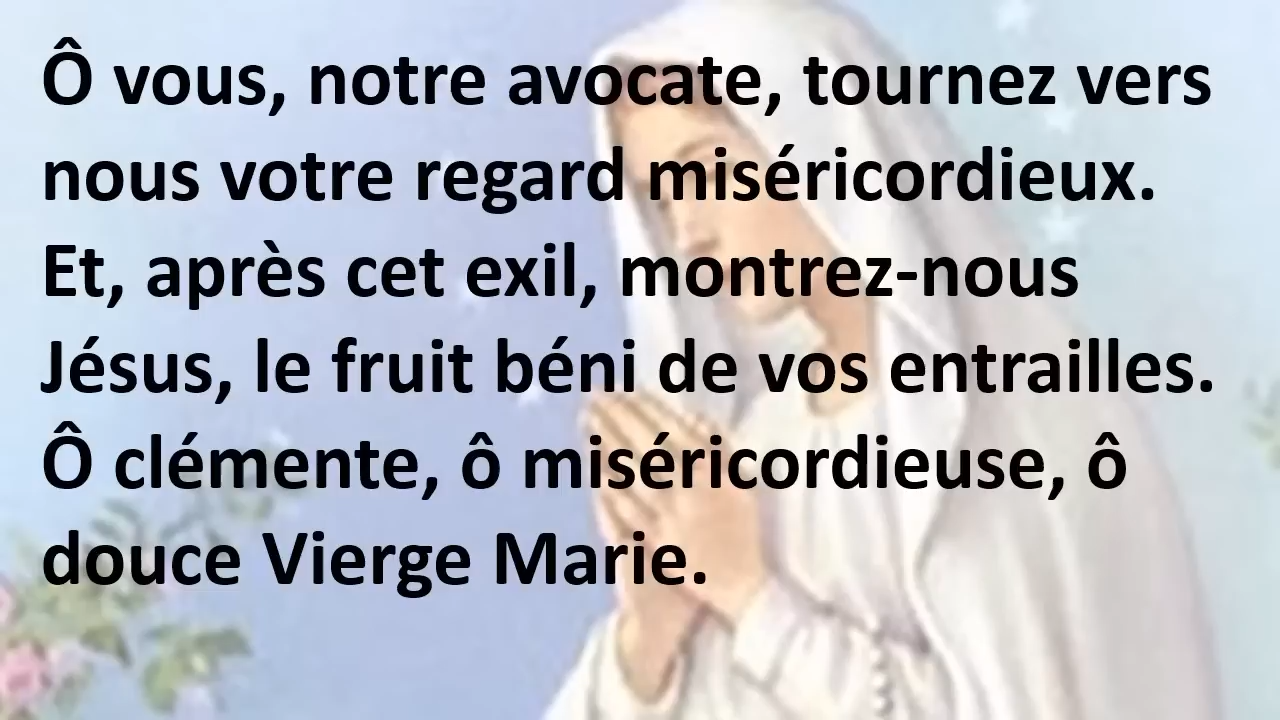 Ô vous, notre avocate, tournez vers
nous votre regard miséricordieux.
Et, après cet exil, montrez-nous
Jésus, le fruit béni de vos entrailles.
Ô clémente, ô miséricordieuse, ô
douce Vierge Marie.